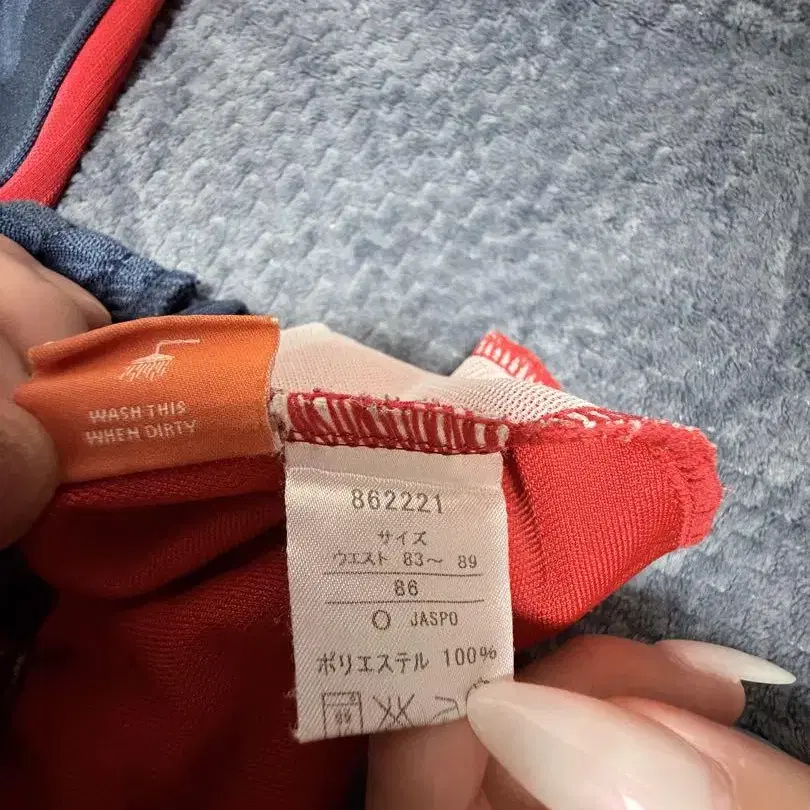 WASH THIS
WHEN DIRTY
862221
サイズ
ウエスト 83〜 89
86
O JASPO
ポリエステル 100%